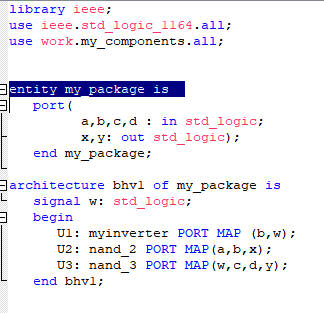 library ieee;
use ieee.std_logic_1164.all;
use work.my_components.all;
entity my_package is
port(
a,b,c,d : in std_logic;
x,y: out std_logic);
end my_package;
architecture bhvl of my_package is
signal w: std_logic;
begin
U1: myinverter PORT MAP (b,w);
U2: nand_2 PORT MAP(a,b,x);
U3: nand_3 PORT MAP(w,c,d,y);
end bhvl;